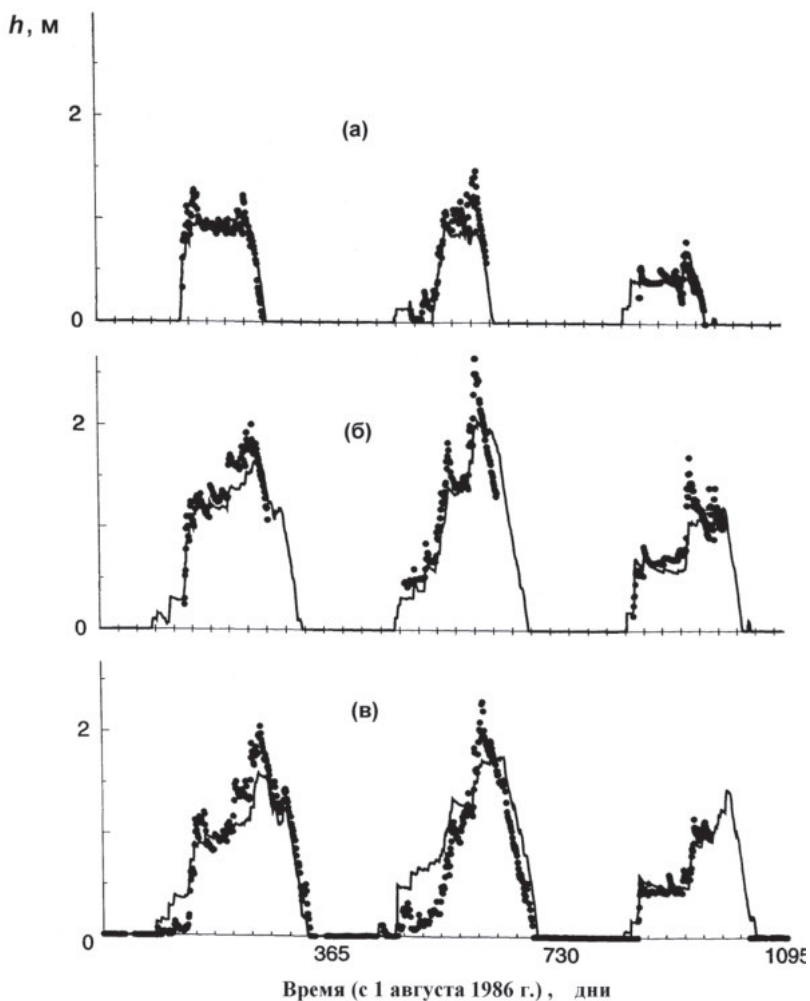 h, м
2
(а)
0
2
(б)
0
2
(в)
0
365
730
1095
Время (с 1 августа 1986 г.) , дни